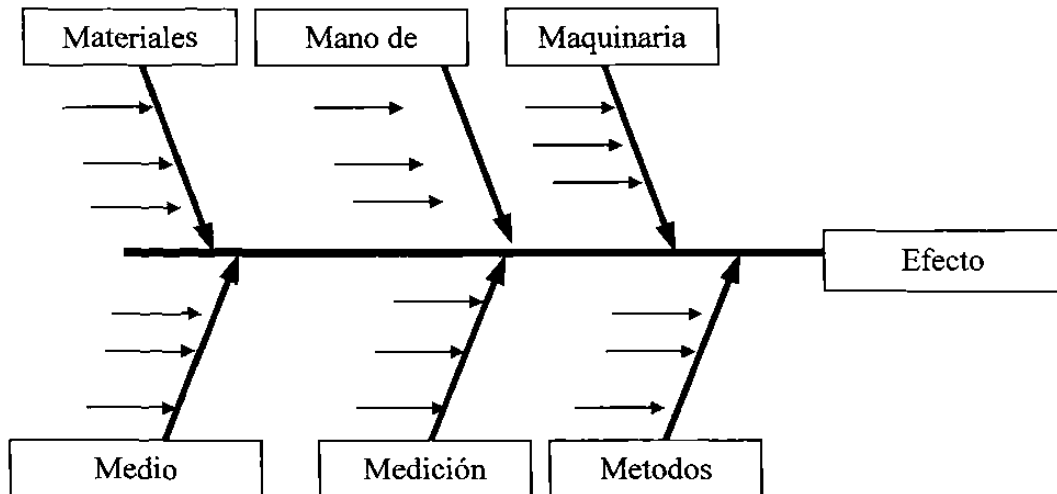 Materiales
Mano de
Maquinaria
Efecto
Medio
Medición
Metodos